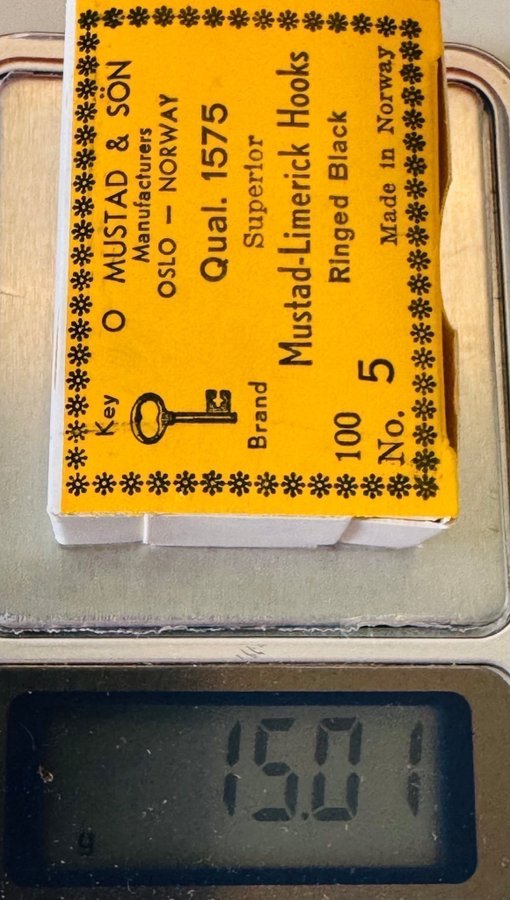 O MUSTAD & SÖN
Manufacturers
OSLO — NORWAY
Key
Brand
Qual. 1575
Superior
Mustad-Limerick Hooks
Ringed Black
100
No. 5
Made in Norway
15.01
g